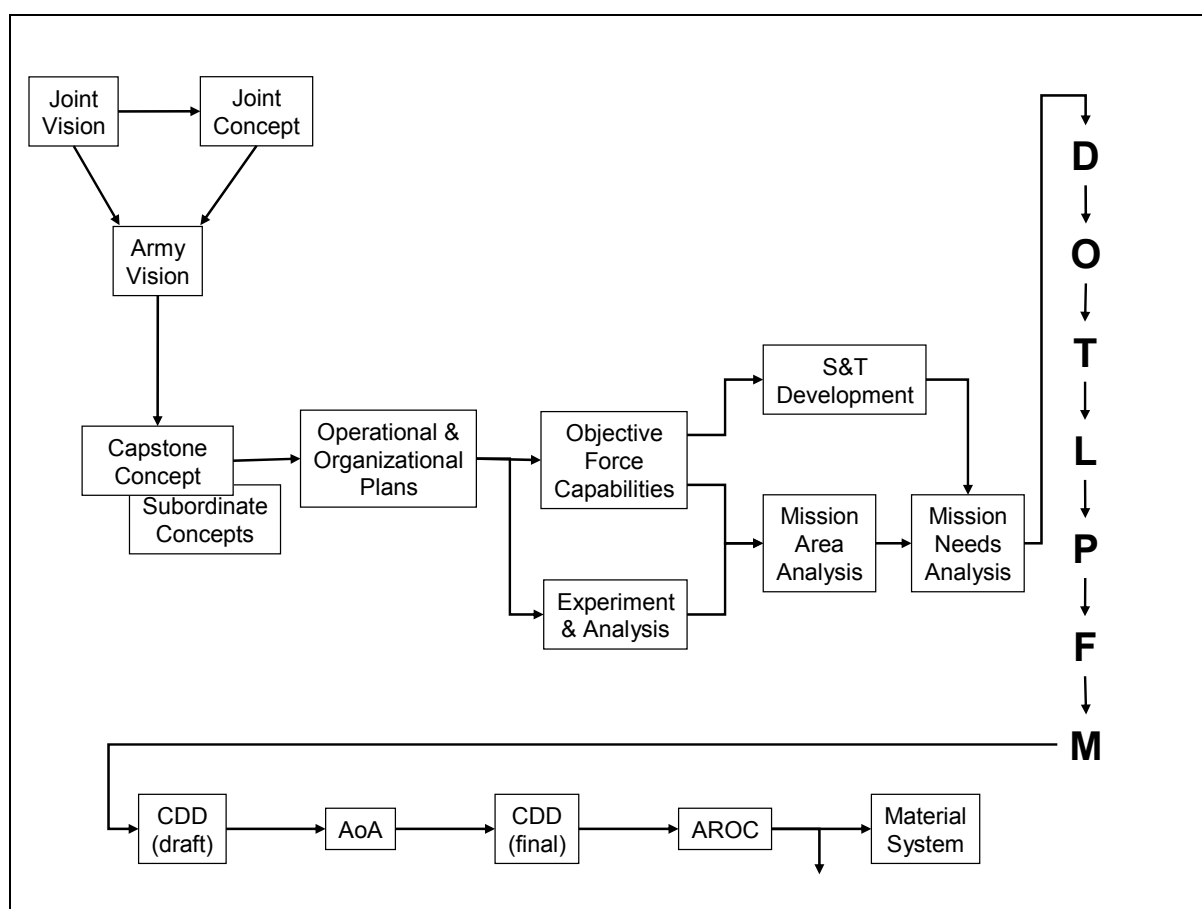 Joint
Vision
Joint
Concept
Army
Vision
Capstone
Concept
Subordinate
Concepts
Operational &
Organizational
Plans
Objective
Force
Capabilities
Experiment
& Analysis
S&T
Development
Mission
Area
Analysis
Mission
Needs
Analysis
D
O
T
L
P
F
M
CDD
(draft)
AoA
CDD
(final)
AROC
Material
System